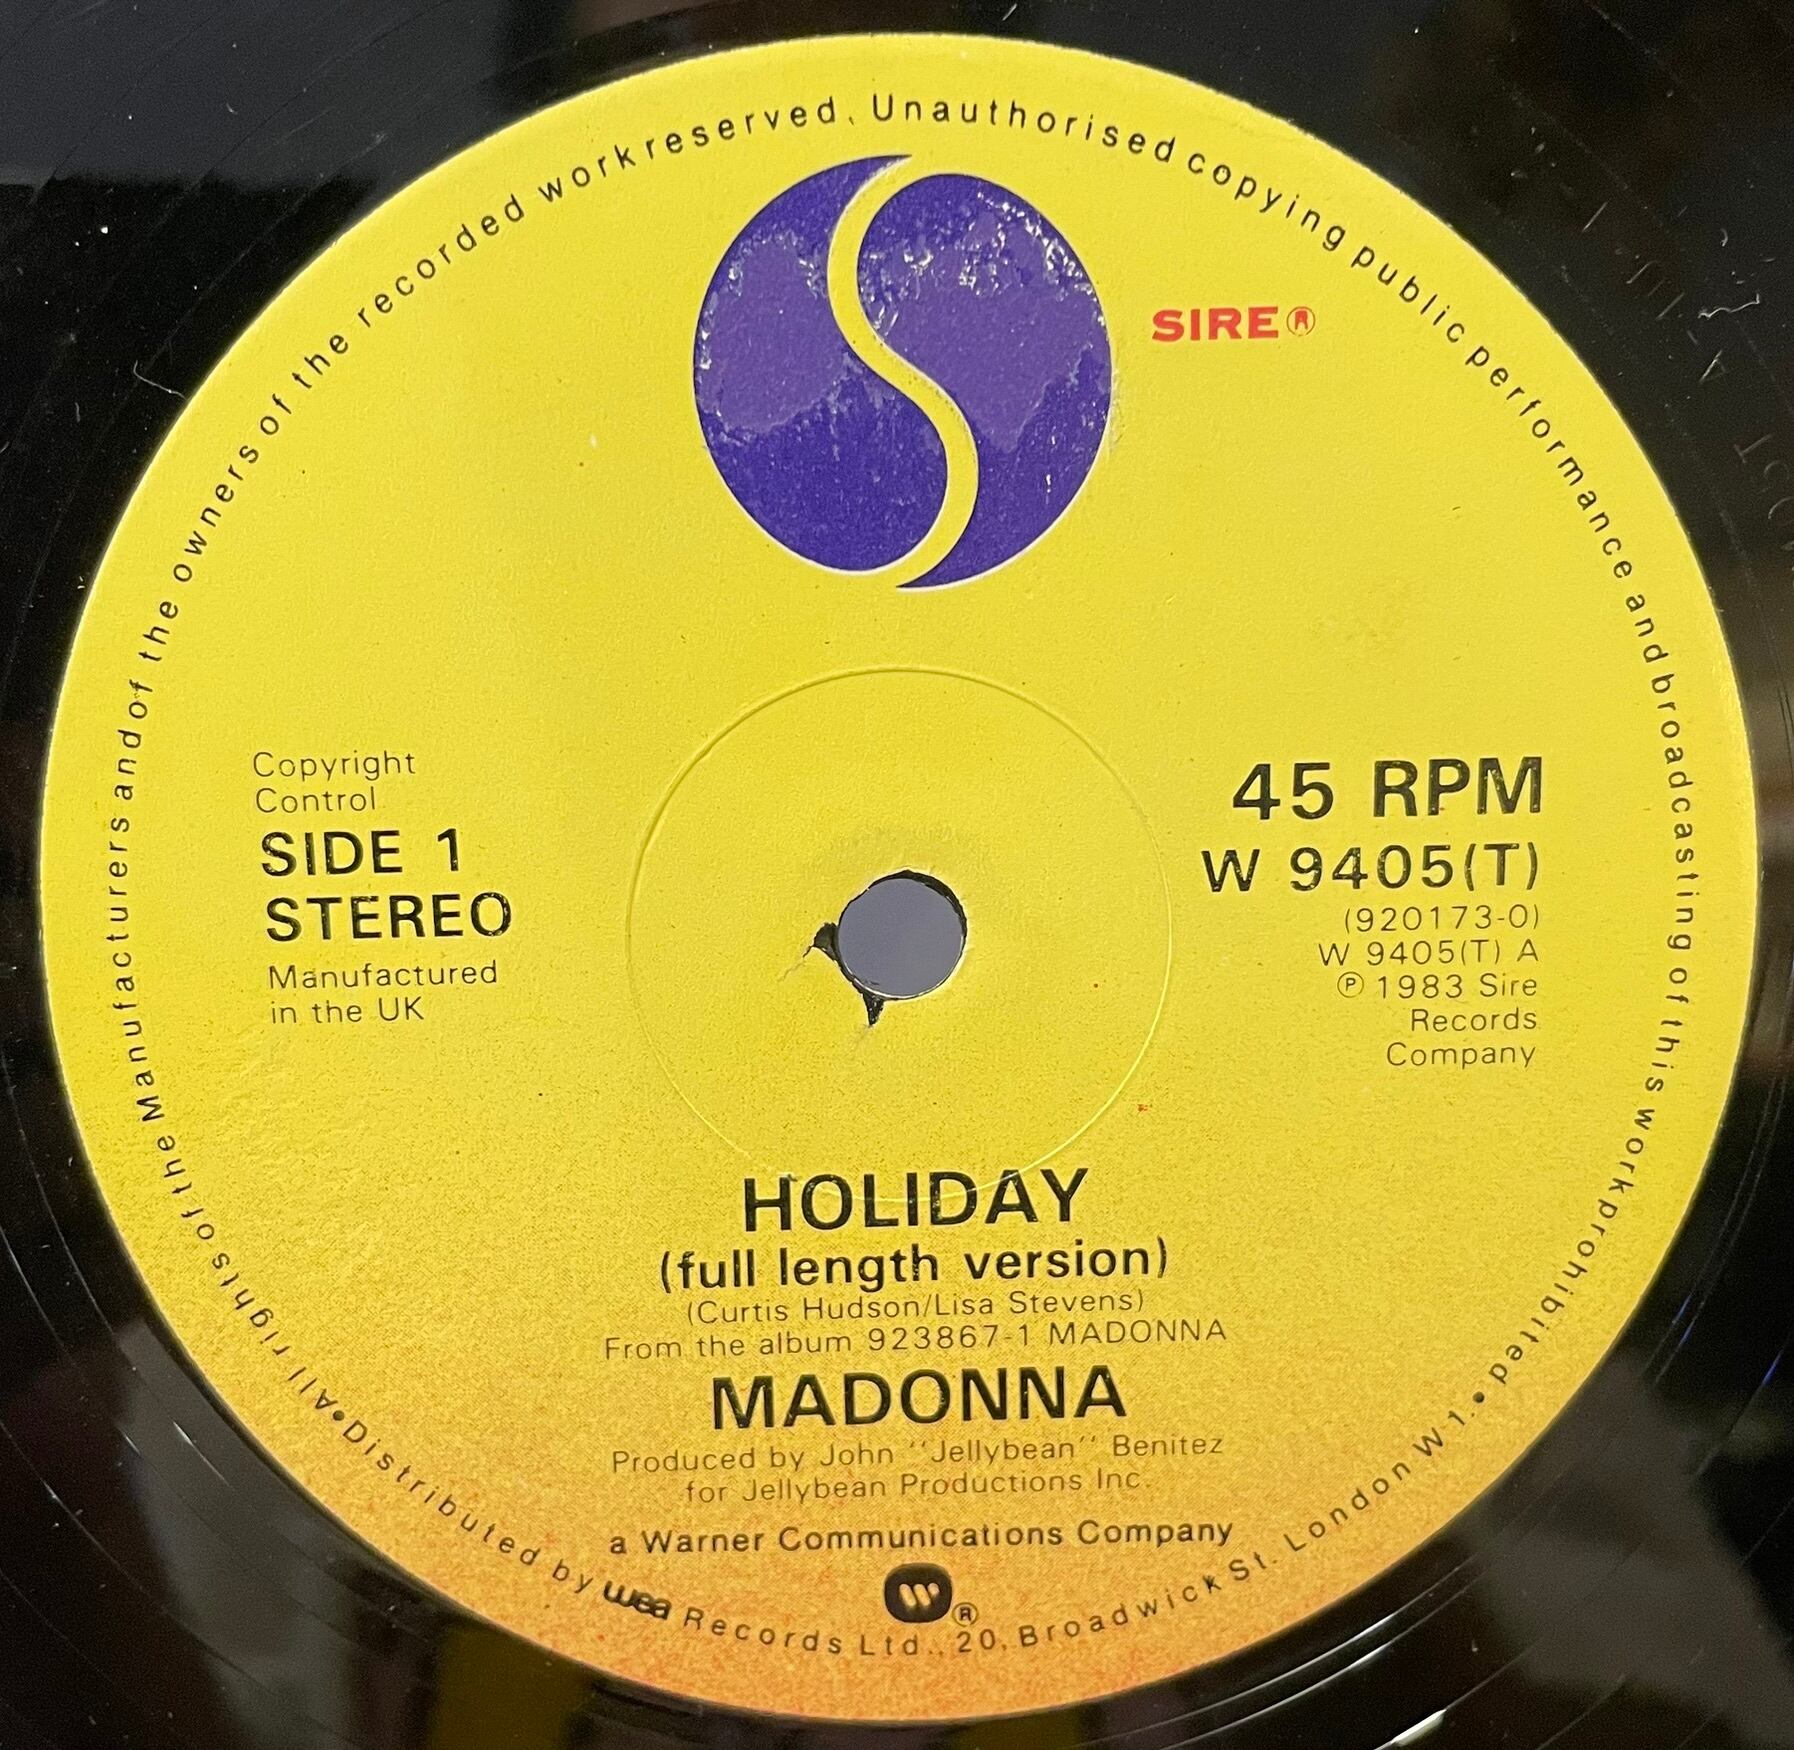 All rights of the Manufacturers and of the owners of the recorded work reserved. Unauthorised copying public performance and broadcasting of this work prohibited.
SIRE®
Copyright
Control
SIDE 1
STEREO
Manufactured
in the UK
45 RPM
W 9405(T)
(920173-0)
W 9405(T) A
℗ 1983 Sire
Records
Company
HOLIDAY
(full length version)
(Curtis Hudson/Lisa Stevens)
From the album 923867-1 MADONNA
MADONNA
Produced by John "Jellybean" Benitez
for Jellybean Productions Inc.
a Warner Communications Company
®
•Distributed by wea Records Ltd., 20, Broadwick St. London W 1.•